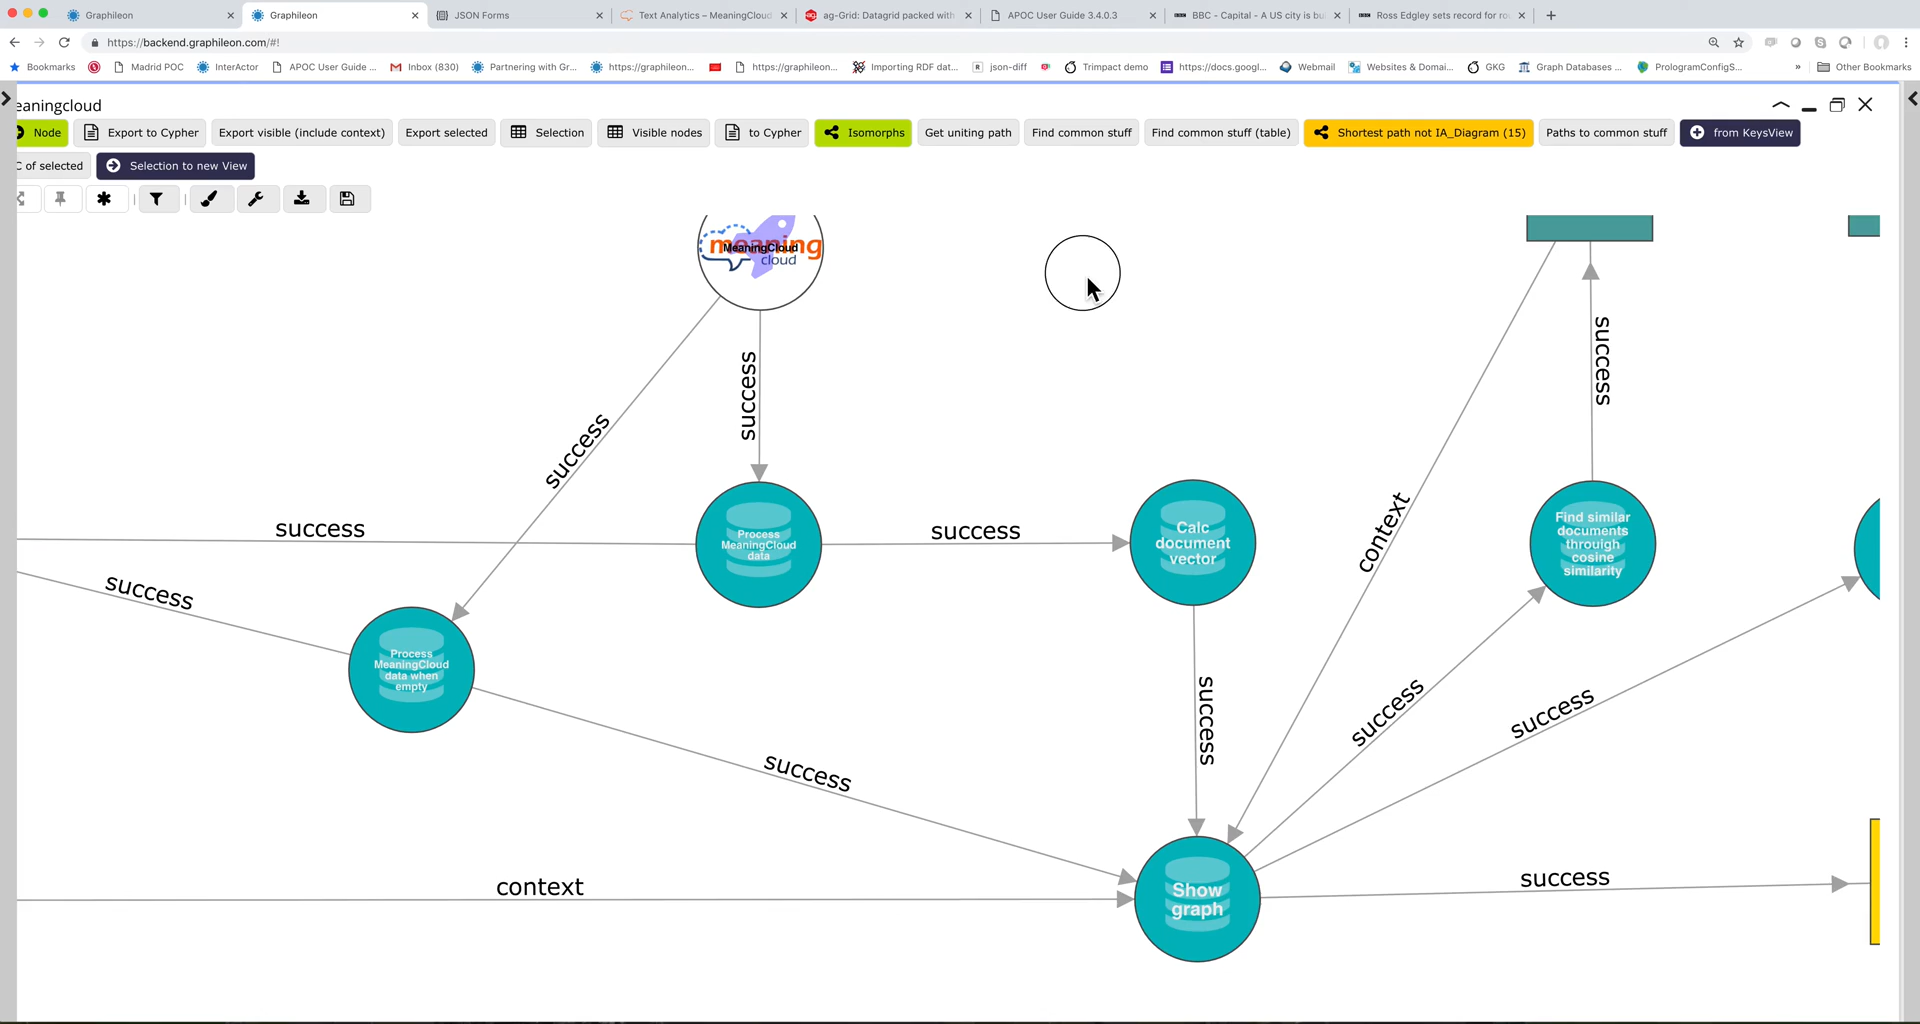 Graphileon
Graphileon
JSON Forms
Text Analytics – MeaningCloud
ag-Grid: Datagrid packed with
APOC User Guide 3.4.0.3
BBC - Capital - A US city is bu
Ross Edgley sets record for ro
https://backend.graphileon.com/#!
Bookmarks
Madrid POC
InterActor
APOC User Guide ...
Inbox (830)
Partnering with Gr...
https://graphileon...
https://graphileon...
Importing RDF dat...
json-diff
Trimpact demo
https://docs.googl...
Webmail
Websites & Domai...
GKG
Graph Databases ...
PrologramConfigS...
»
Other Bookmarks
eaningcloud
Node
Export to Cypher
Export visible (include context)
Export selected
Selection
Visible nodes
to Cypher
Isomorphs
Get uniting path
Find common stuff
Find common stuff (table)
Shortest path not IA_Diagram (15)
Paths to common stuff
from KeysView
C of selected
Selection to new View
meaning
MeaningCloud
cloud
success
success
success
context
success
Process
MeaningCloud
data
success
Calc
document
vector
Find similar
documents
through
cosine
similarity
success
Process
MeaningCloud
data when
empty
success
success
success
success
context
Show
graph
success